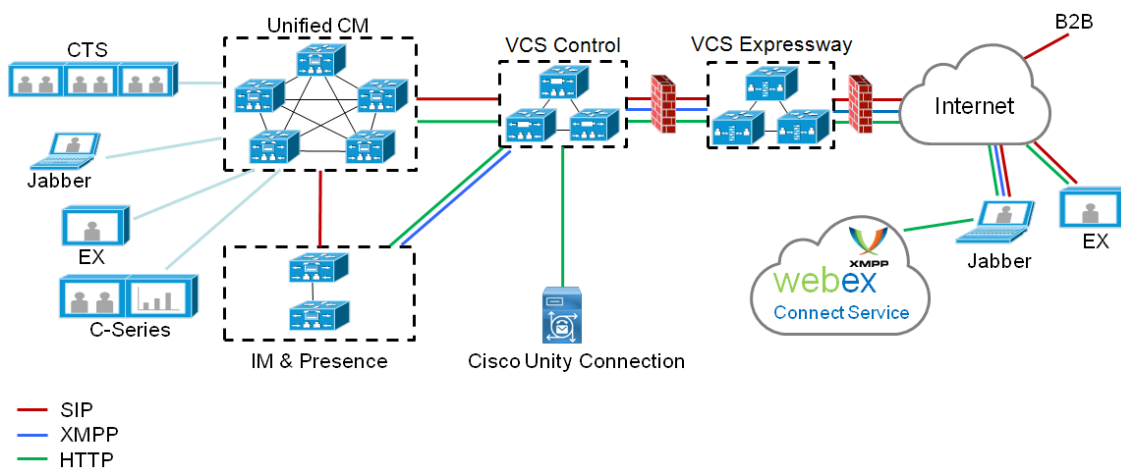 Unified CM
B2B
CTS
VCS Control
VCS Expressway
Internet
Jabber
EX
C-Series
IM & Presence
Cisco Unity Connection
XMPP
webex
Connect Service
Jabber
EX
SIP
XMPP
HTTP